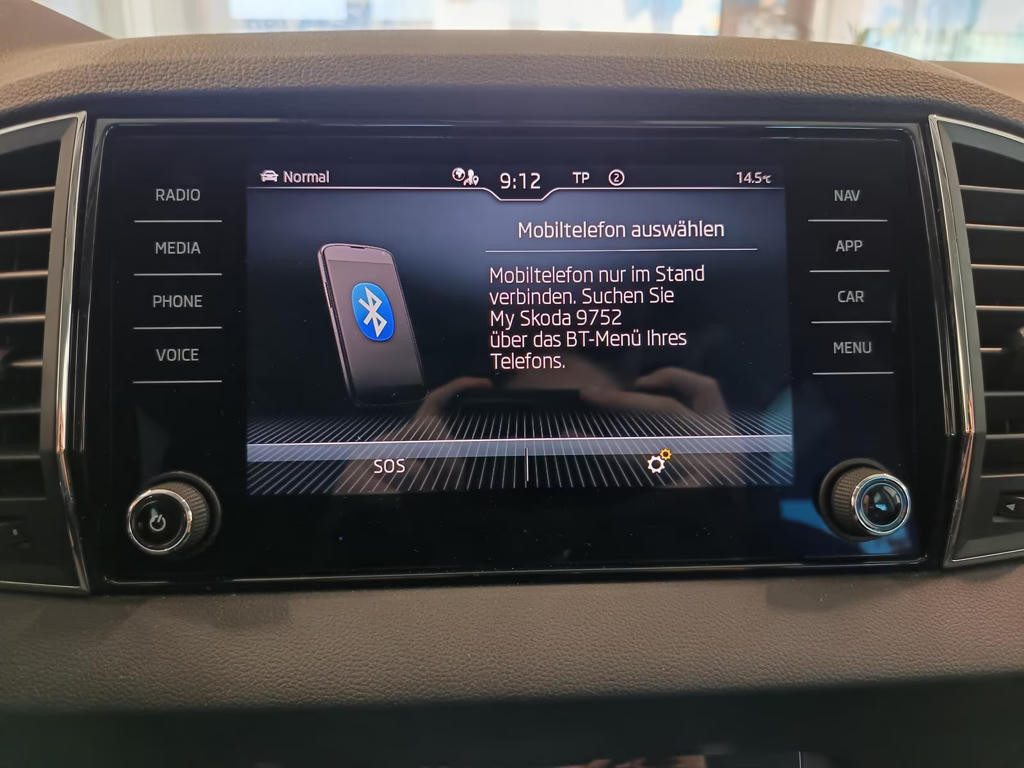 Normal
9:12
TP
2
14.5°c
RADIO
MEDIA
PHONE
VOICE
Mobiltelefon auswählen
Mobiltelefon nur im Stand
verbinden. Suchen Sie
My Skoda 9752
über das BT-Menü Ihres
Telefons.
SOS
NAV
APP
CAR
MENU